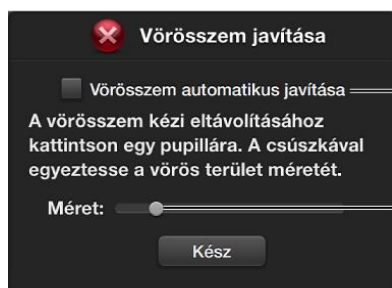 Vörösszem javítása
Vörösszem automatikus javítása
A vörösszem kézi eltávolításához
kattintson egy pupillára. A csúszkával
egyeztesse a vörös terület méretét.
Méret:
Kész